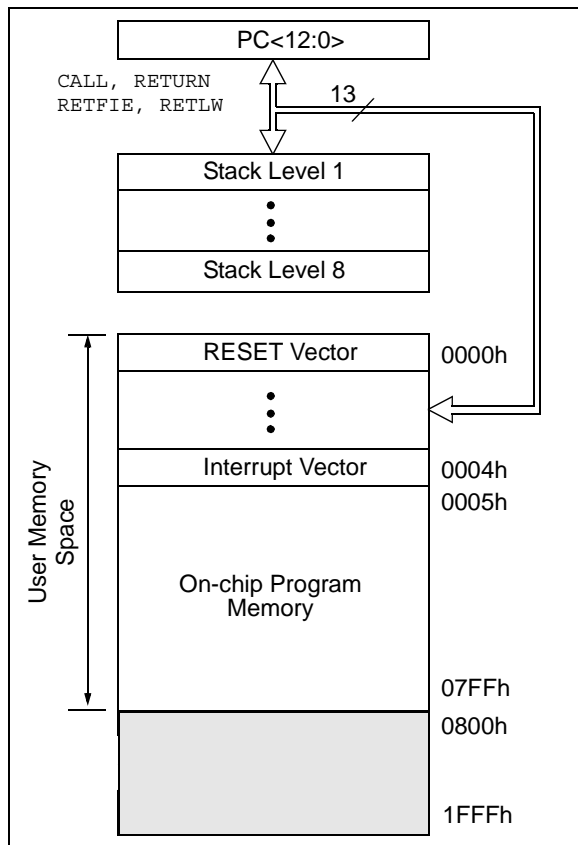 PC<12:0>
CALL, RETURN
RETFIE, RETLW
13
Stack Level 1
Stack Level 8
RESET Vector
0000h
Interrupt Vector
0004h
0005h
User Memory
Space
On-chip Program
Memory
07FFh
0800h
1FFFh